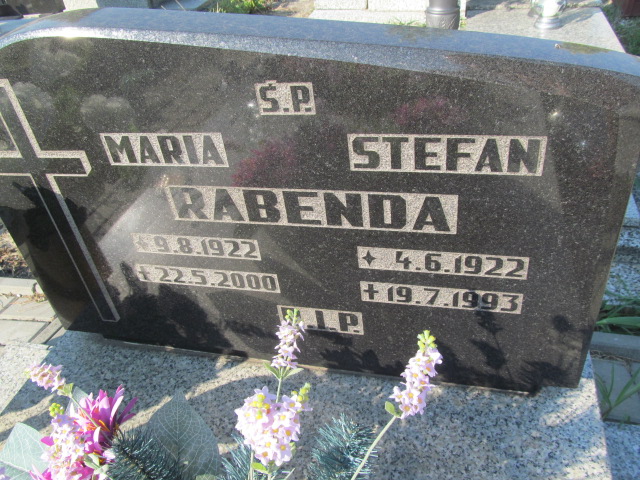 Ś.P.
MARIA STEFAN
RABENDA
9.8.1922 4.6.1922
22.5.2000 19.7.1993
R.I.P.